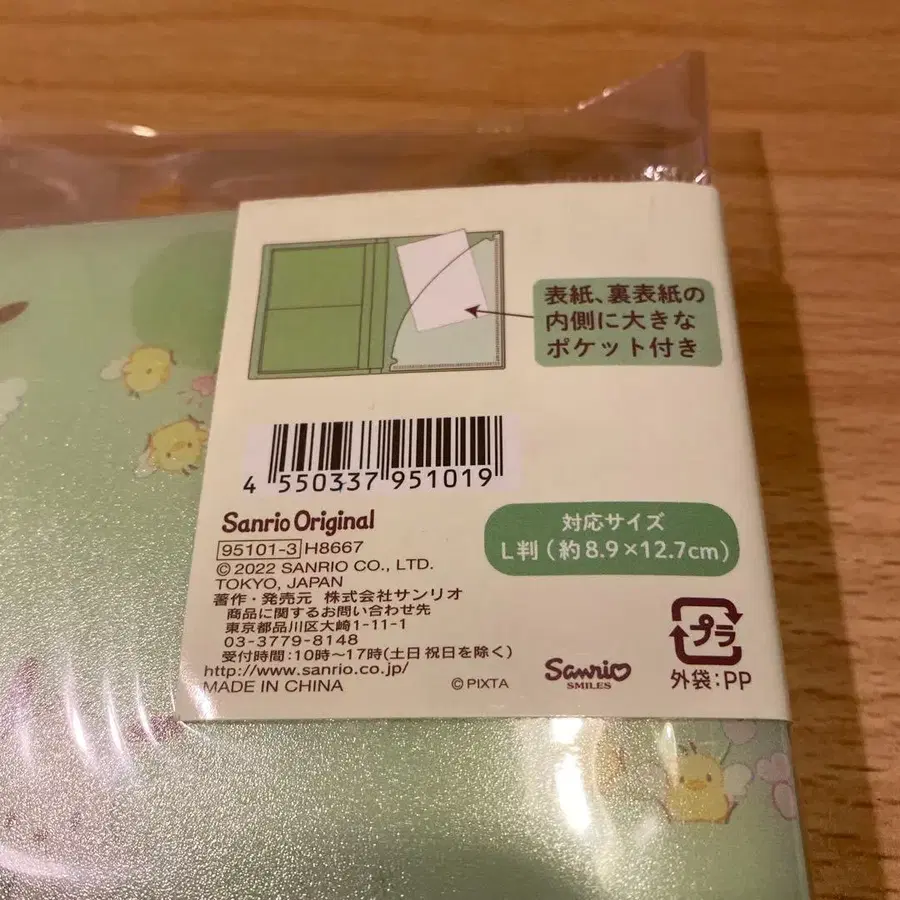 表紙、裏表紙の
内側に大きな
ポケット付き
4 550337 951019
Sanrio Original
95101-3 H8667
© 2022 SANRIO CO., LTD.
TOKYO, JAPAN
著作・発売元 株式会社サンリオ
商品に関するお問い合わせ先
東京都品川区大崎1-11-1
03-3779-8148
受付時間:10時〜17時(土日祝日を除く)
http://www.sanrio.co.jp/
MADE IN CHINA
© PIXTA
対応サイズ
L判(約8.9×12.7cm)
Sanrio
SMILES
プラ
外袋:PP